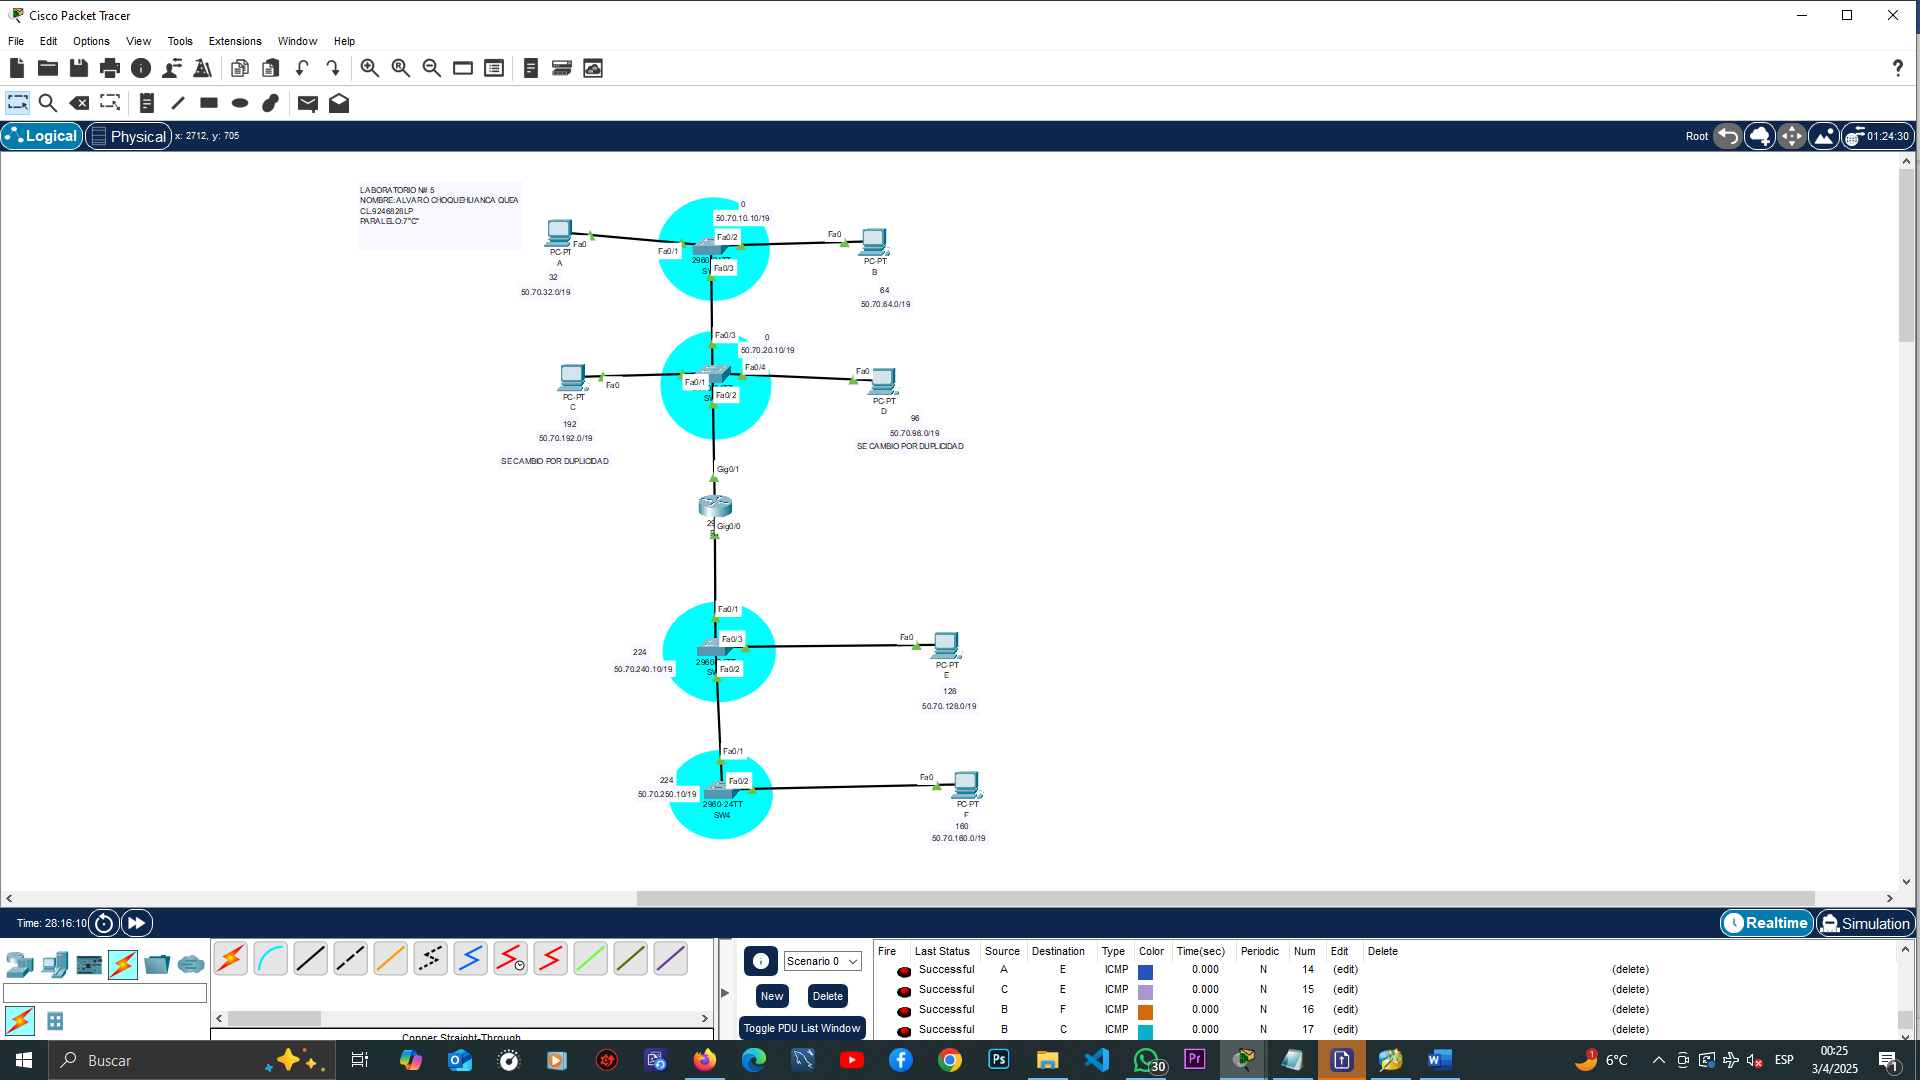 Cisco Packet Tracer
File Edit Options View Tools Extensions Window Help
Logical Physical x: 2712, y: 705 Root 01:24:30
LABORATORIO N# 5
NOMBRE:ALVARO CHOQUEHUANCA QUEA
CI.:9246828LP
PARALELO:7"C"
0
50.70.10.10/19
Fa0 Fa0/1 Fa0/2 Fa0
PC-PT
A
32
50.70.32.0/19
Fa0/3
PC-PT
B
64
50.70.64.0/19
Fa0/3 0
50.70.20.10/19
Fa0 Fa0/1 Fa0/4 Fa0
Fa0/2
PC-PT
C
192
50.70.192.0/19
SE CAMBIO POR DUPLICIDAD
PC-PT
D
96
50.70.96.0/19
SE CAMBIO POR DUPLICIDAD
Gig0/1
Gig0/0
Fa0/1
Fa0/3 Fa0
224
50.70.240.10/19
Fa0/2
PC-PT
E
128
50.70.128.0/19
Fa0/1
224
50.70.250.10/19
Fa0/2 Fa0
2960-24TT
SW4
PC-PT
F
160
50.70.160.0/19
Time: 28:16:10 Realtime Simulation
Scenario 0
New Delete
Toggle PDU List Window
Copper Straight-Through
Fire Last Status Source Destination Type Color Time(sec) Periodic Num Edit Delete
Successful A E ICMP 0.000 N 14 (edit) (delete)
Successful C E ICMP 0.000 N 15 (edit) (delete)
Successful B F ICMP 0.000 N 16 (edit) (delete)
Successful B C ICMP 0.000 N 17 (edit) (delete)
Buscar
Ps
Pr
30
1
6°C
ESP
00:25
3/4/2025
1